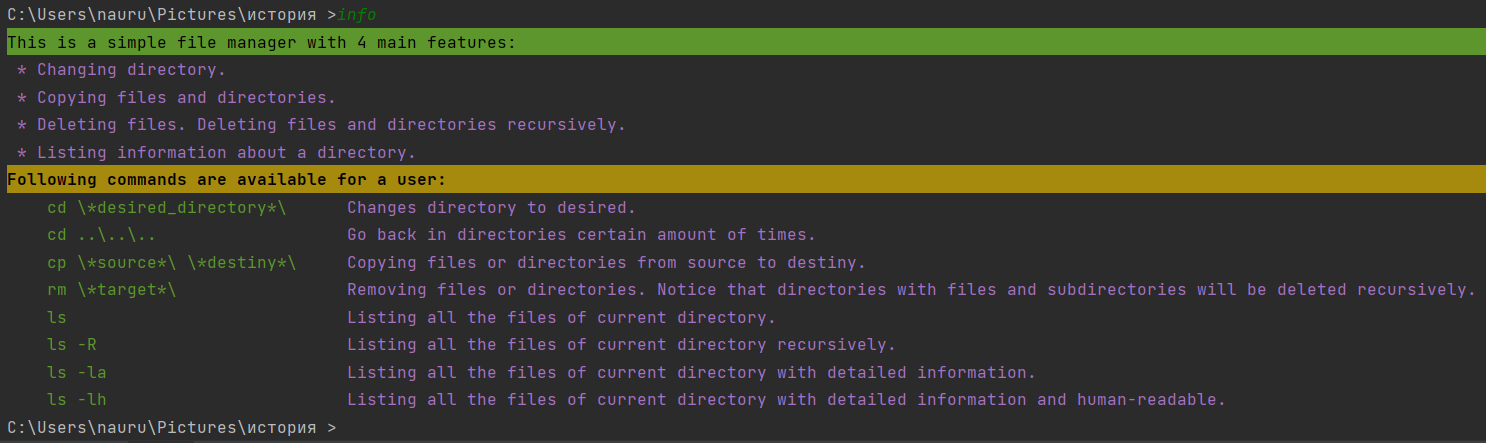 C:\Users\nauru\Pictures\история >info
This is a simple file manager with 4 main features:
 * Changing directory.
 * Copying files and directories.
 * Deleting files. Deleting files and directories recursively.
 * Listing information about a directory.
Following commands are available for a user:
    cd \*desired_directory*\      Changes directory to desired.
    cd ..\..\..                   Go back in directories certain amount of times.
    cp \*source*\ \*destiny*\     Copying files or directories from source to destiny.
    rm \*target*\                 Removing files or directories. Notice that directories with files and subdirectories will be deleted recursively.
    ls                            Listing all the files of current directory.
    ls -R                         Listing all the files of current directory recursively.
    ls -la                        Listing all the files of current directory with detailed information.
    ls -lh                        Listing all the files of current directory with detailed information and human-readable.
C:\Users\nauru\Pictures\история >